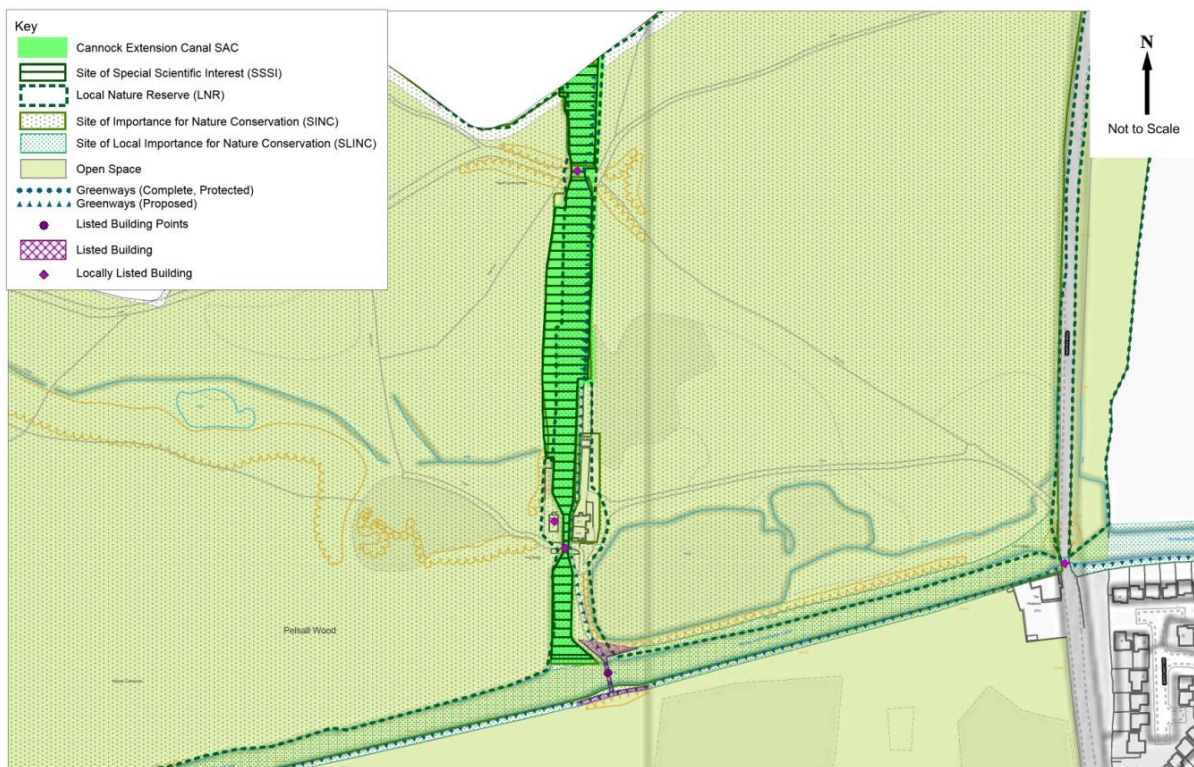 Key
Cannock Extension Canal SAC
Site of Special Scientific Interest (SSSI)
Local Nature Reserve (LNR)
Site of Importance for Nature Conservation (SINC)
Site of Local Importance for Nature Conservation (SLINC)
Open Space
Greenways (Complete, Protected)
Greenways (Proposed)
Listed Building Points
Listed Building
Locally Listed Building
N
Not to Scale
Pelsall Wood